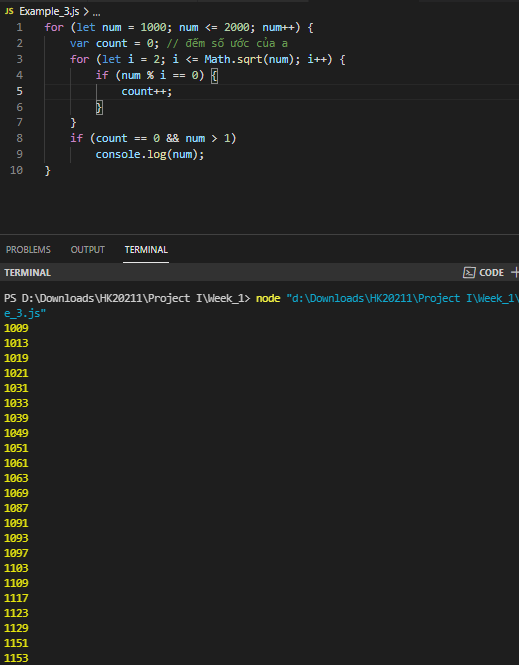 JS Example_3.js > ...
1 for (let num = 1000; num <= 2000; num++) {
2 var count = 0; // đếm số ước của a
3 for (let i = 2; i <= Math.sqrt(num); i++) {
4 if (num % i == 0) {
5 count++;
6 }
7 }
8 if (count == 0 && num > 1)
9 console.log(num);
10 }
PROBLEMS OUTPUT TERMINAL
TERMINAL CODE
PS D:\Downloads\HK20211\Project I\Week_1> node "d:\Downloads\HK20211\Project I\Week_1\
e_3.js"
1009
1013
1019
1021
1031
1033
1039
1049
1051
1061
1063
1069
1087
1091
1093
1097
1103
1109
1117
1123
1129
1151
1153